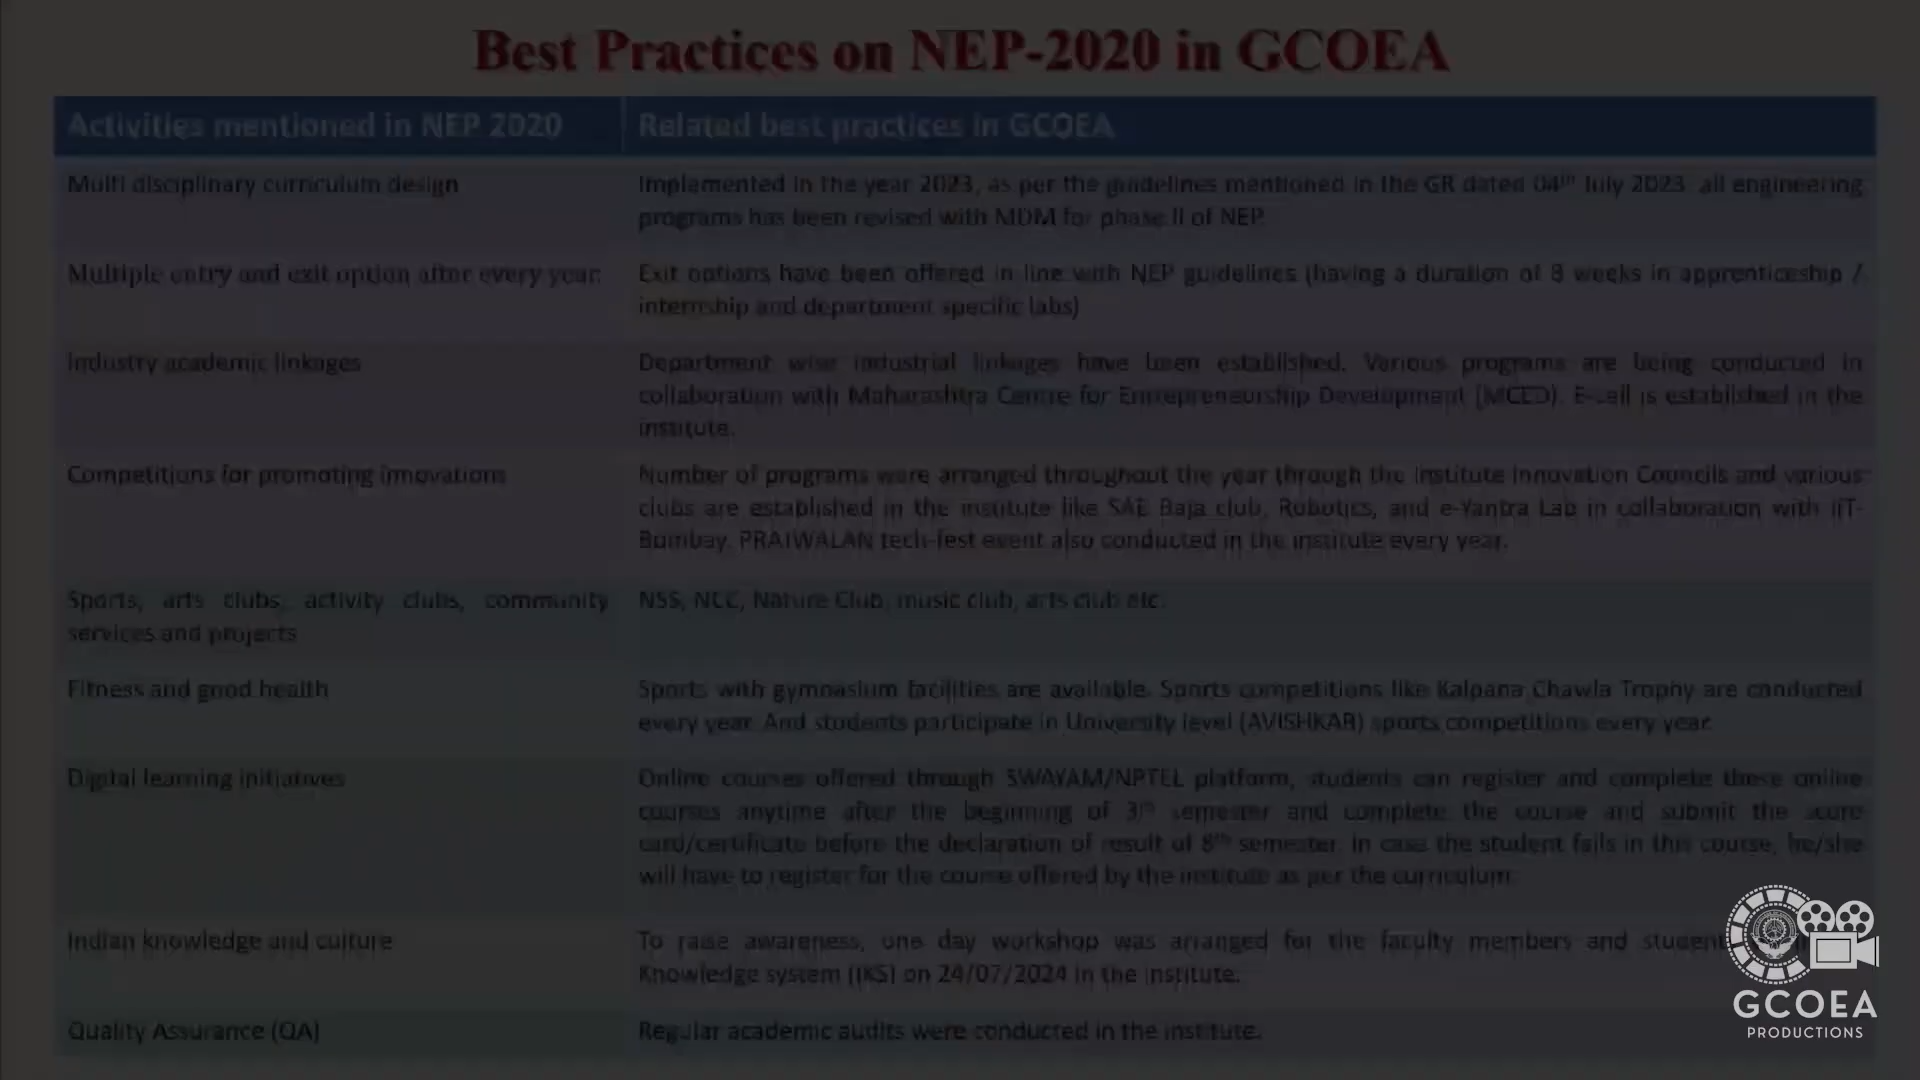 Best Practices on NEP-2020 in GCOEA
Activities mentioned in NEP 2020
Related best practices in GCOEA
Multi disciplinary curriculum design
Implemented in the year 2023, as per the guidelines mentioned in the GR dated 04th July 2023 all engineering
programs has been revised with MDM for phase II of NEP.
Multiple entry and exit option after every year.
Exit options have been offered in line with NEP guidelines (having a duration of 8 weeks in apprenticeship /
internship and department specific labs)
Industry academic linkages
Department wise industrial linkages have been established. Various programs are being conducted in
collaboration with Maharashtra Centre for Entrepreneurship Development (MCED). E-cell is established in the
institute.
Competitions for promoting innovations
Number of programs were arranged throughout the year through the Institute Innovation Councils and various
clubs are established in the institute like SAE Baja club, Robotics, and e-Yantra Lab in collaboration with IIT-
Bombay. PRAJWALAN tech-fest event also conducted in the institute every year.
Sports, arts clubs, activity clubs, community
services and projects
NSS, NCC, Nature Club, music club, arts club etc.
Fitness and good health
Sports with gymnasium facilities are available. Sports competitions like Kalpana Chawla Trophy are conducted
every year. And students participate in University level (AVISHKAR) sports competitions every year.
Digital learning initiatives
Online courses offered through SWAYAM/NPTEL platform, students can register and complete these online
courses anytime after the beginning of 3rd semester and complete the course and submit the score
card/certificate before the declaration of result of 8th semester. In case the student fails in this course, he/she
will have to register for the course offered by the institute as per the curriculum.
Indian knowledge and culture
To raise awareness, one day workshop was arranged for the faculty members and student
Knowledge system (IKS) on 24/07/2024 in the institute.
Quality Assurance (QA)
Regular academic audits were conducted in the institute.
GCOEA
PRODUCTIONS